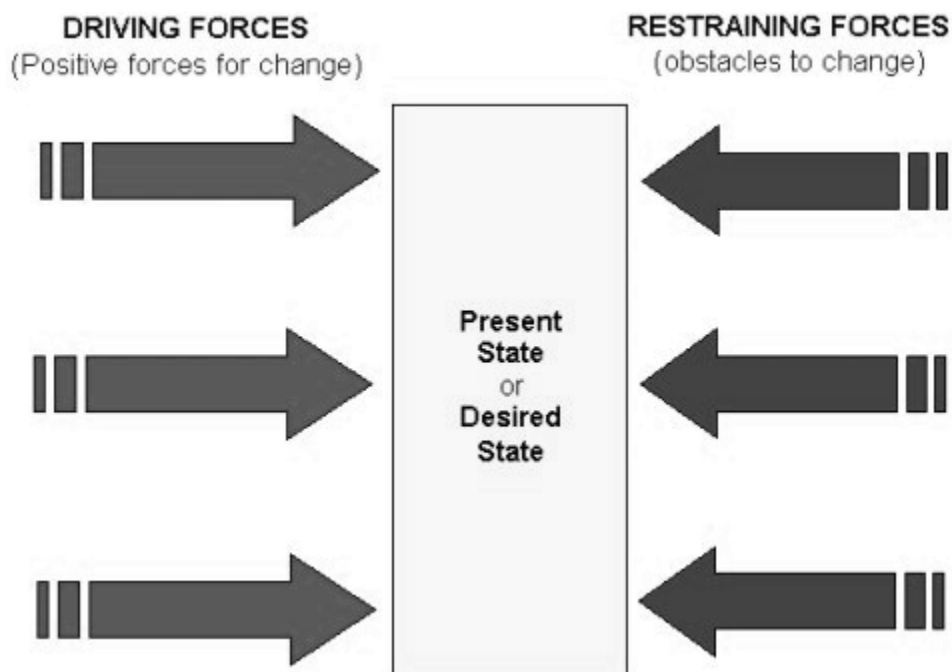 DRIVING FORCES
(Positive forces for change)
RESTRAINING FORCES
(obstacles to change)
Present
State
or
Desired
State